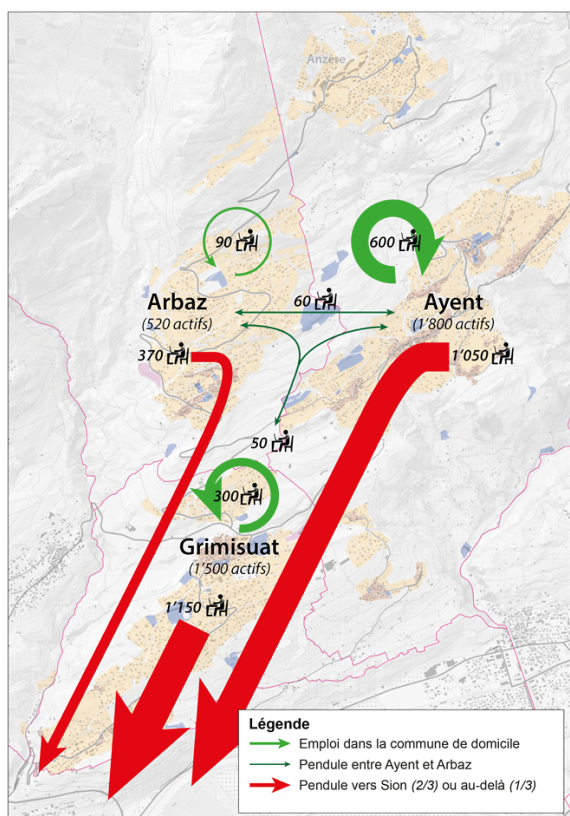 Anzère
90
600
60
Arbaz
(520 actifs)
Ayent
(1'800 actifs)
370
1'050
50
300
Grimisuat
(1'500 actifs)
1'150
Légende
Emploi dans la commune de domicile
Pendule entre Ayent et Arbaz
Pendule vers Sion (2/3) ou au-delà (1/3)